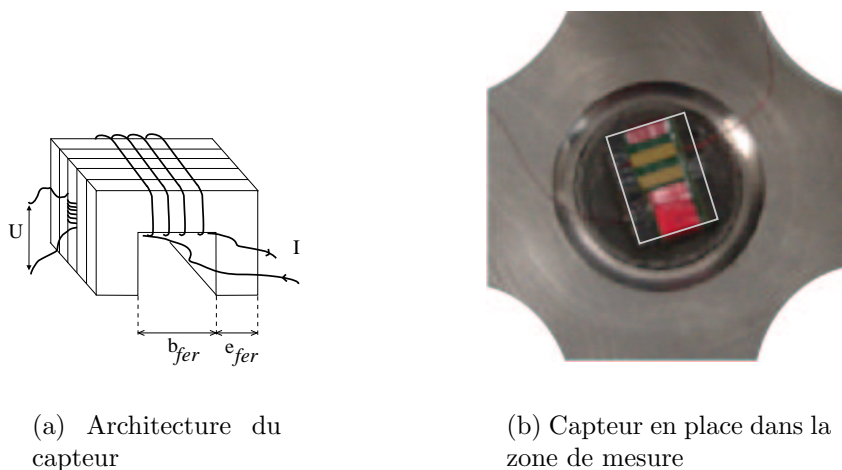 U
I
b_fer
e_fer
(a) Architecture du
capteur
(b) Capteur en place dans la
zone de mesure